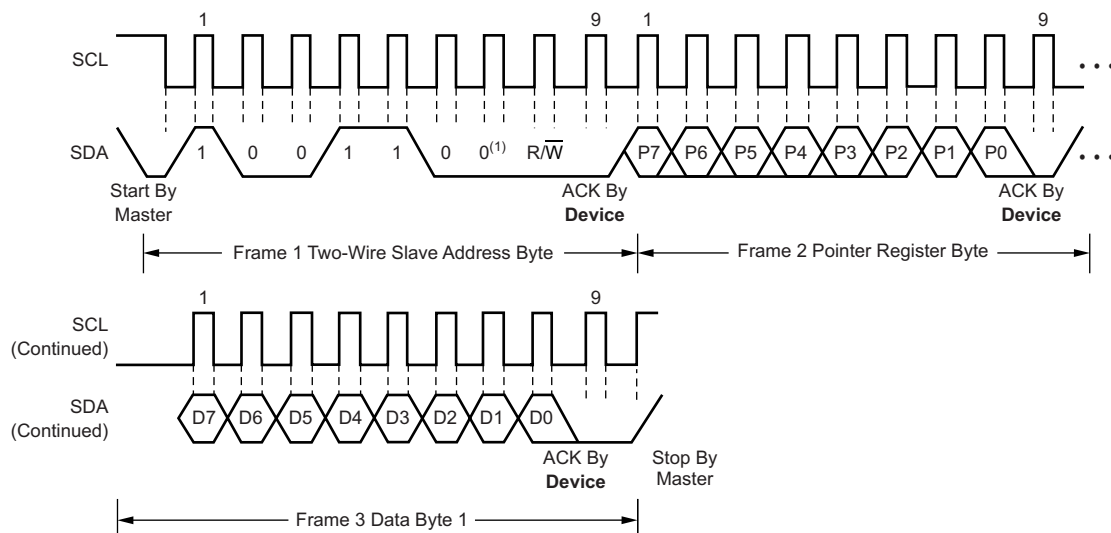 1 9 1 9
SCL
SDA 1 0 0 1 1 0 0(1) R/W̅ P7 P6 P5 P4 P3 P2 P1 P0
Start By ACK By ACK By
Master Device Device
Frame 1 Two-Wire Slave Address Byte Frame 2 Pointer Register Byte
1 9
SCL
(Continued)
SDA D7 D6 D5 D4 D3 D2 D1 D0
(Continued)
ACK By Stop By
Device Master
Frame 3 Data Byte 1